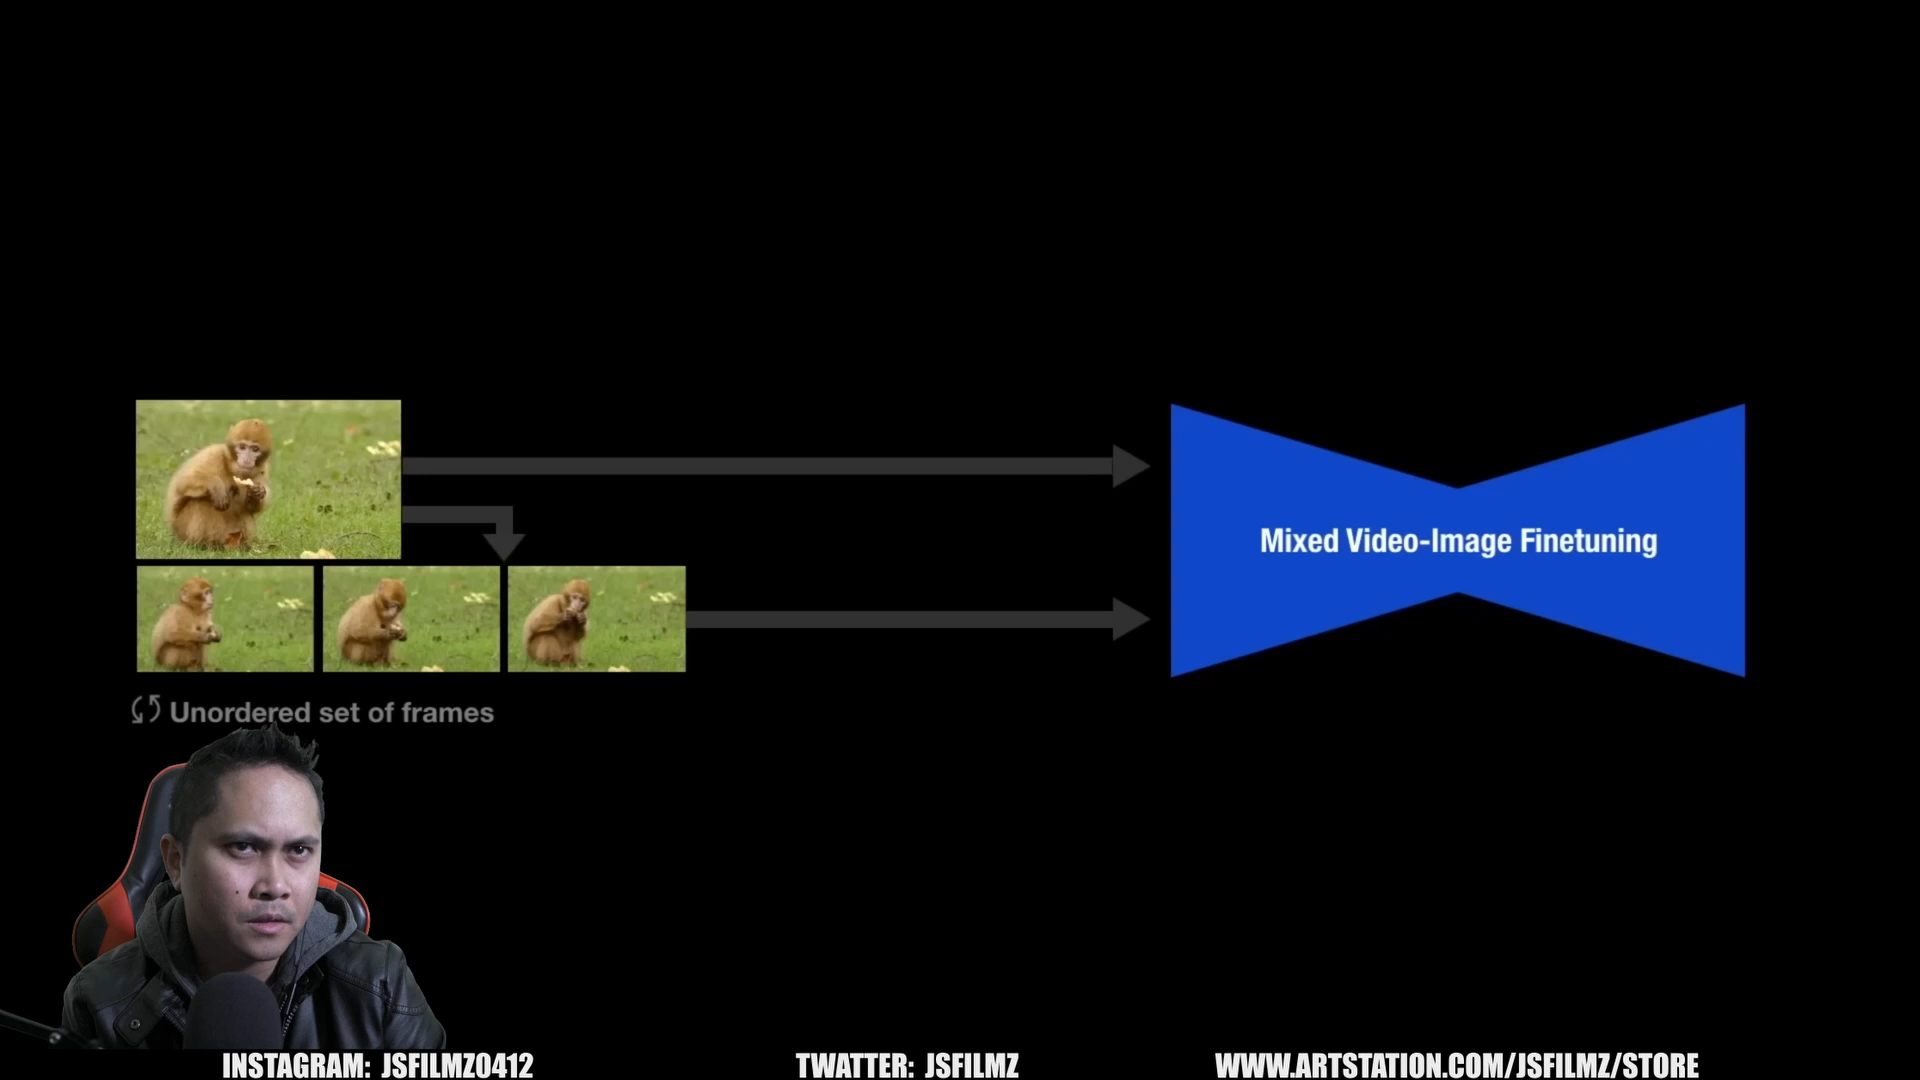 Mixed Video-Image Finetuning
Unordered set of frames
INSTAGRAM: JSFILMZ0412
TWATTER: JSFILMZ
WWW.ARTSTATION.COM/JSFILMZ/STORE